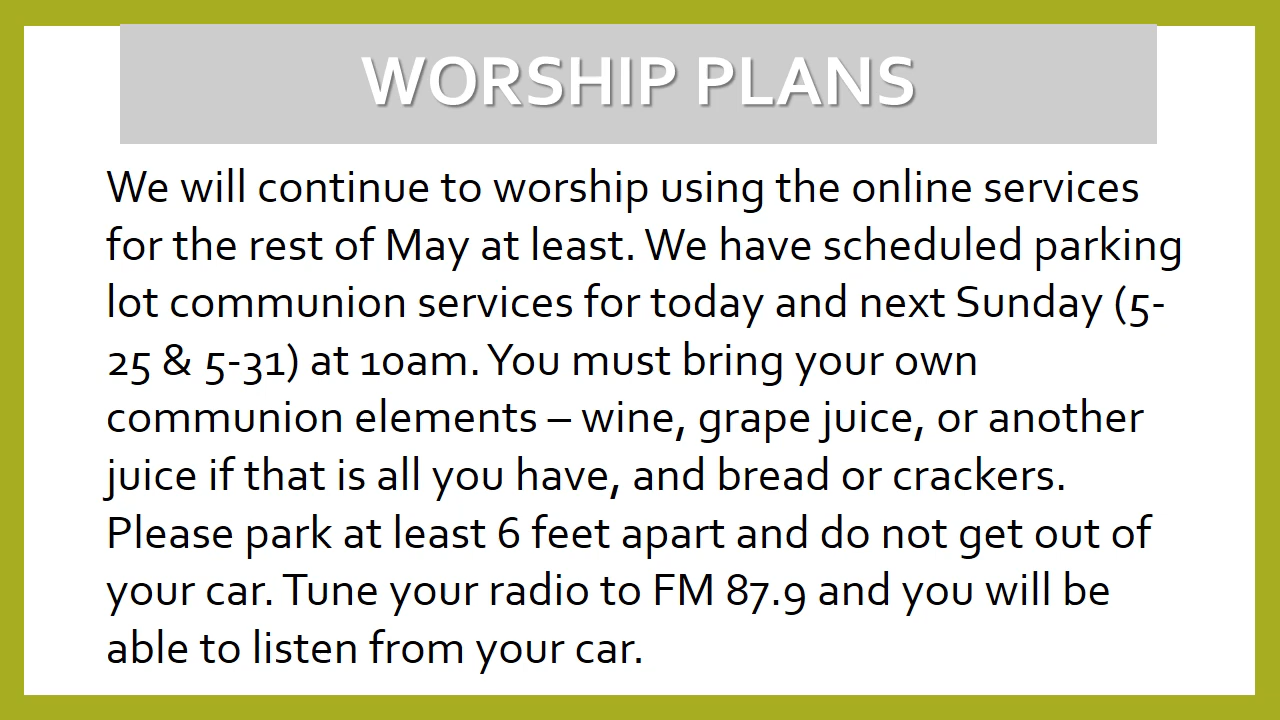 WORSHIP PLANS
We will continue to worship using the online services
for the rest of May at least. We have scheduled parking
lot communion services for today and next Sunday (5-
25 & 5-31) at 10am. You must bring your own
communion elements – wine, grape juice, or another
juice if that is all you have, and bread or crackers.
Please park at least 6 feet apart and do not get out of
your car. Tune your radio to FM 87.9 and you will be
able to listen from your car.